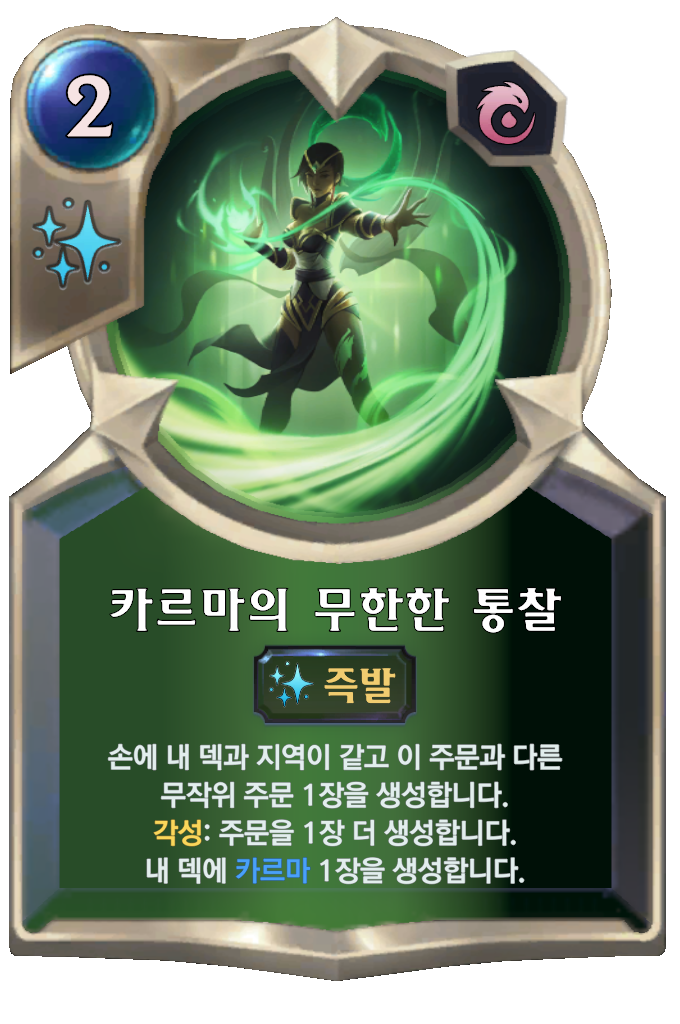 2
카르마의 무한한 통찰
즉발
손에 내 덱과 지역이 같고 이 주문과 다른
무작위 주문 1장을 생성합니다.
각성: 주문을 1장 더 생성합니다.
내 덱에 카르마 1장을 생성합니다.